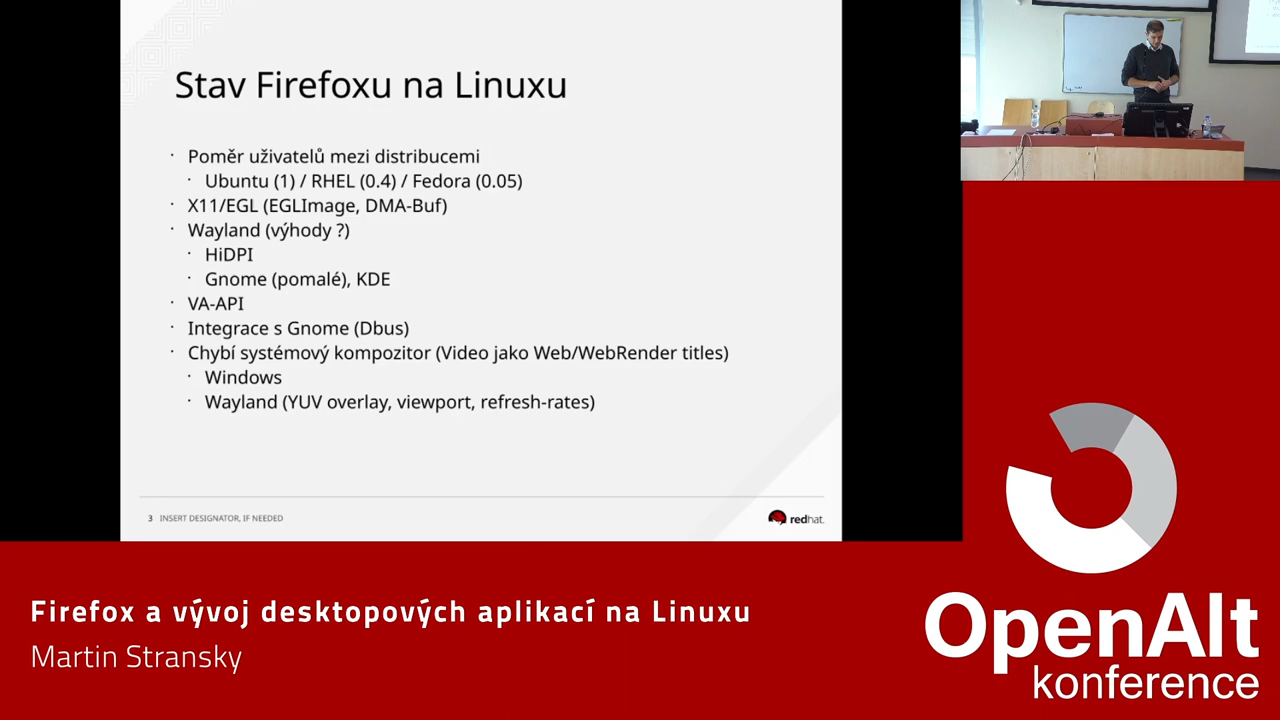 Stav Firefoxu na Linuxu
Poměr uživatelů mezi distribucemi
Ubuntu (1) / RHEL (0.4) / Fedora (0.05)
X11/EGL (EGLImage, DMA-Buf)
Wayland (výhody ?)
HiDPI
Gnome (pomalé), KDE
VA-API
Integrace s Gnome (Dbus)
Chybí systémový kompozitor (Video jako Web/WebRender titles)
Windows
Wayland (YUV overlay, viewport, refresh-rates)
3 INSERT DESIGNATOR, IF NEEDED
redhat.
Firefox a vývoj desktopových aplikací na Linuxu
Martin Stransky
OpenAlt
konference